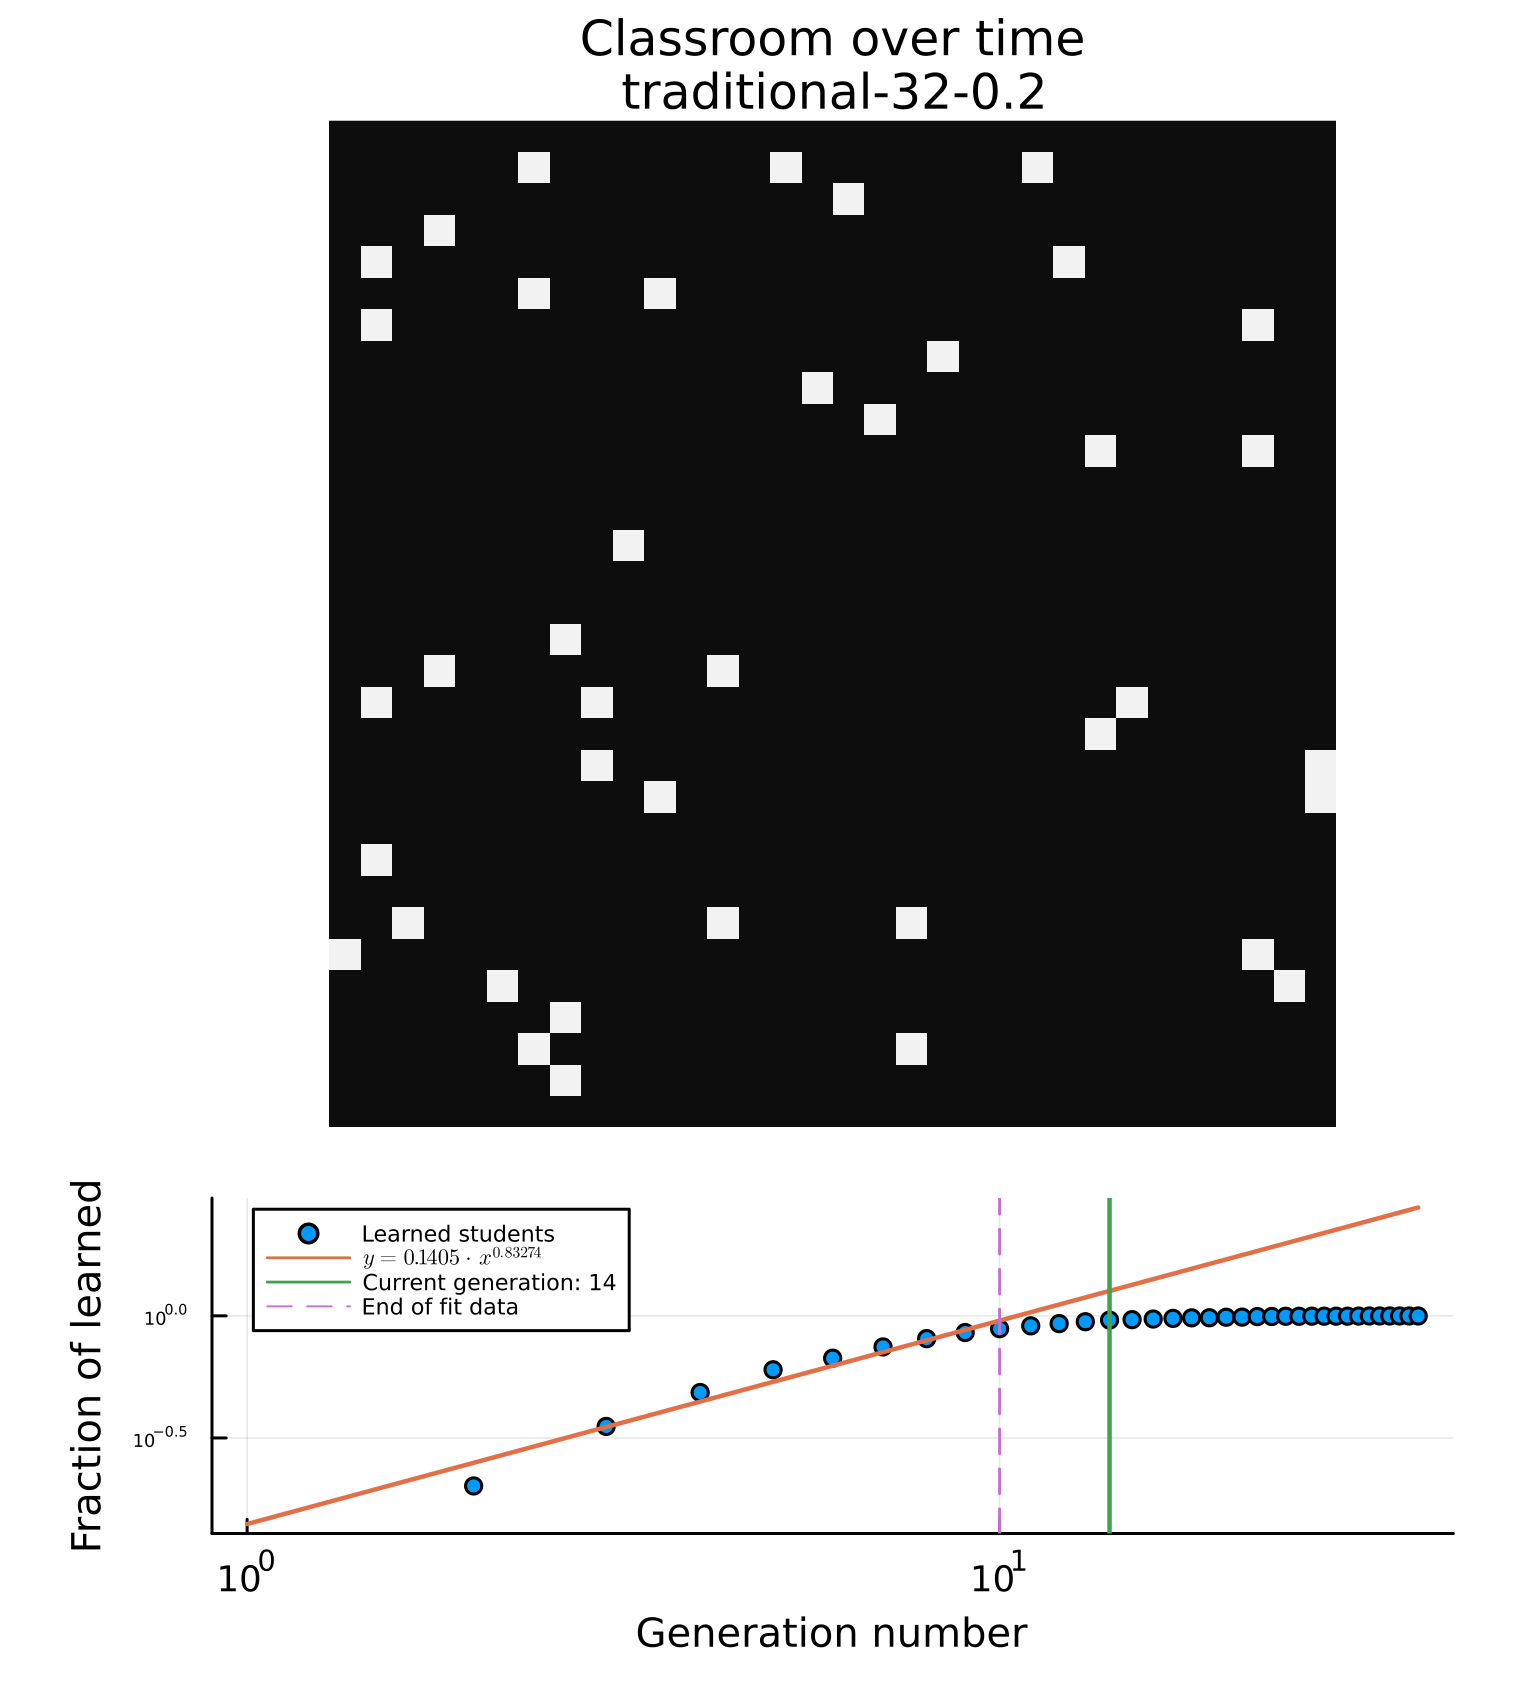 Classroom over time
traditional-32-0.2
Fraction of learned
Learned students
y = 0.1405 · x^0.83274
Current generation: 14
End of fit data
10^0.0
10^−0.5
10^0
10^1
Generation number